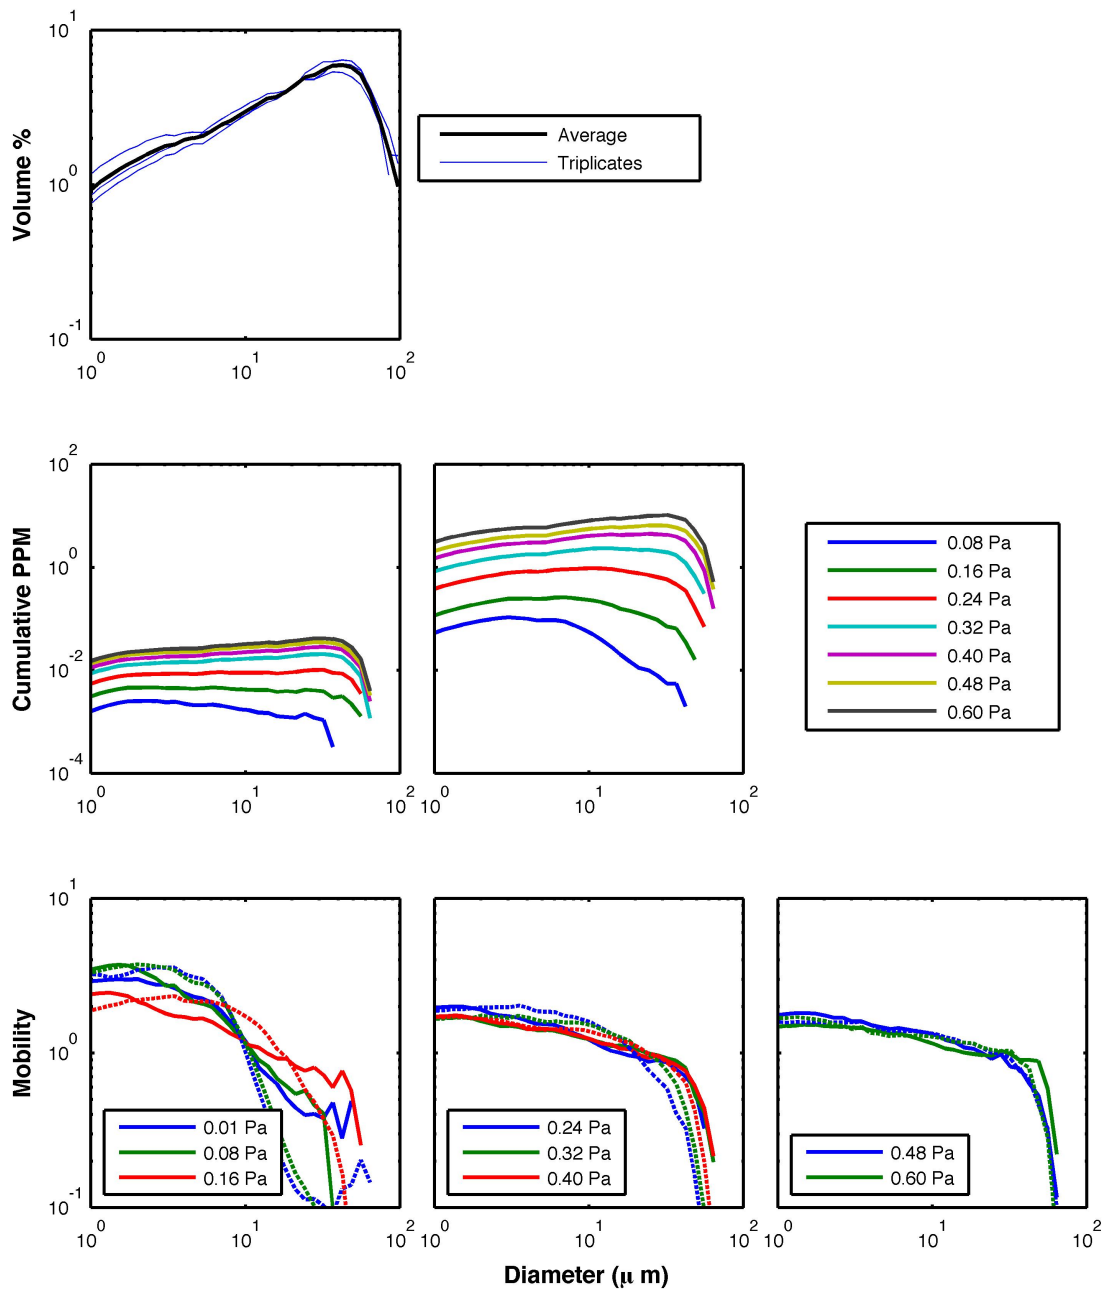 10^1
10^0
10^-1
Volume %
10^0
10^1
10^2
Average
Triplicates
10^2
10^0
10^-2
10^-4
Cumulative PPM
10^0
10^1
10^2
10^0
10^1
10^2
0.08 Pa
0.16 Pa
0.24 Pa
0.32 Pa
0.40 Pa
0.48 Pa
0.60 Pa
10^1
10^0
10^-1
Mobility
0.01 Pa
0.08 Pa
0.16 Pa
10^0
10^1
10^2
0.24 Pa
0.32 Pa
0.40 Pa
10^0
10^1
10^2
0.48 Pa
0.60 Pa
10^0
10^1
10^2
Diameter (μ m)